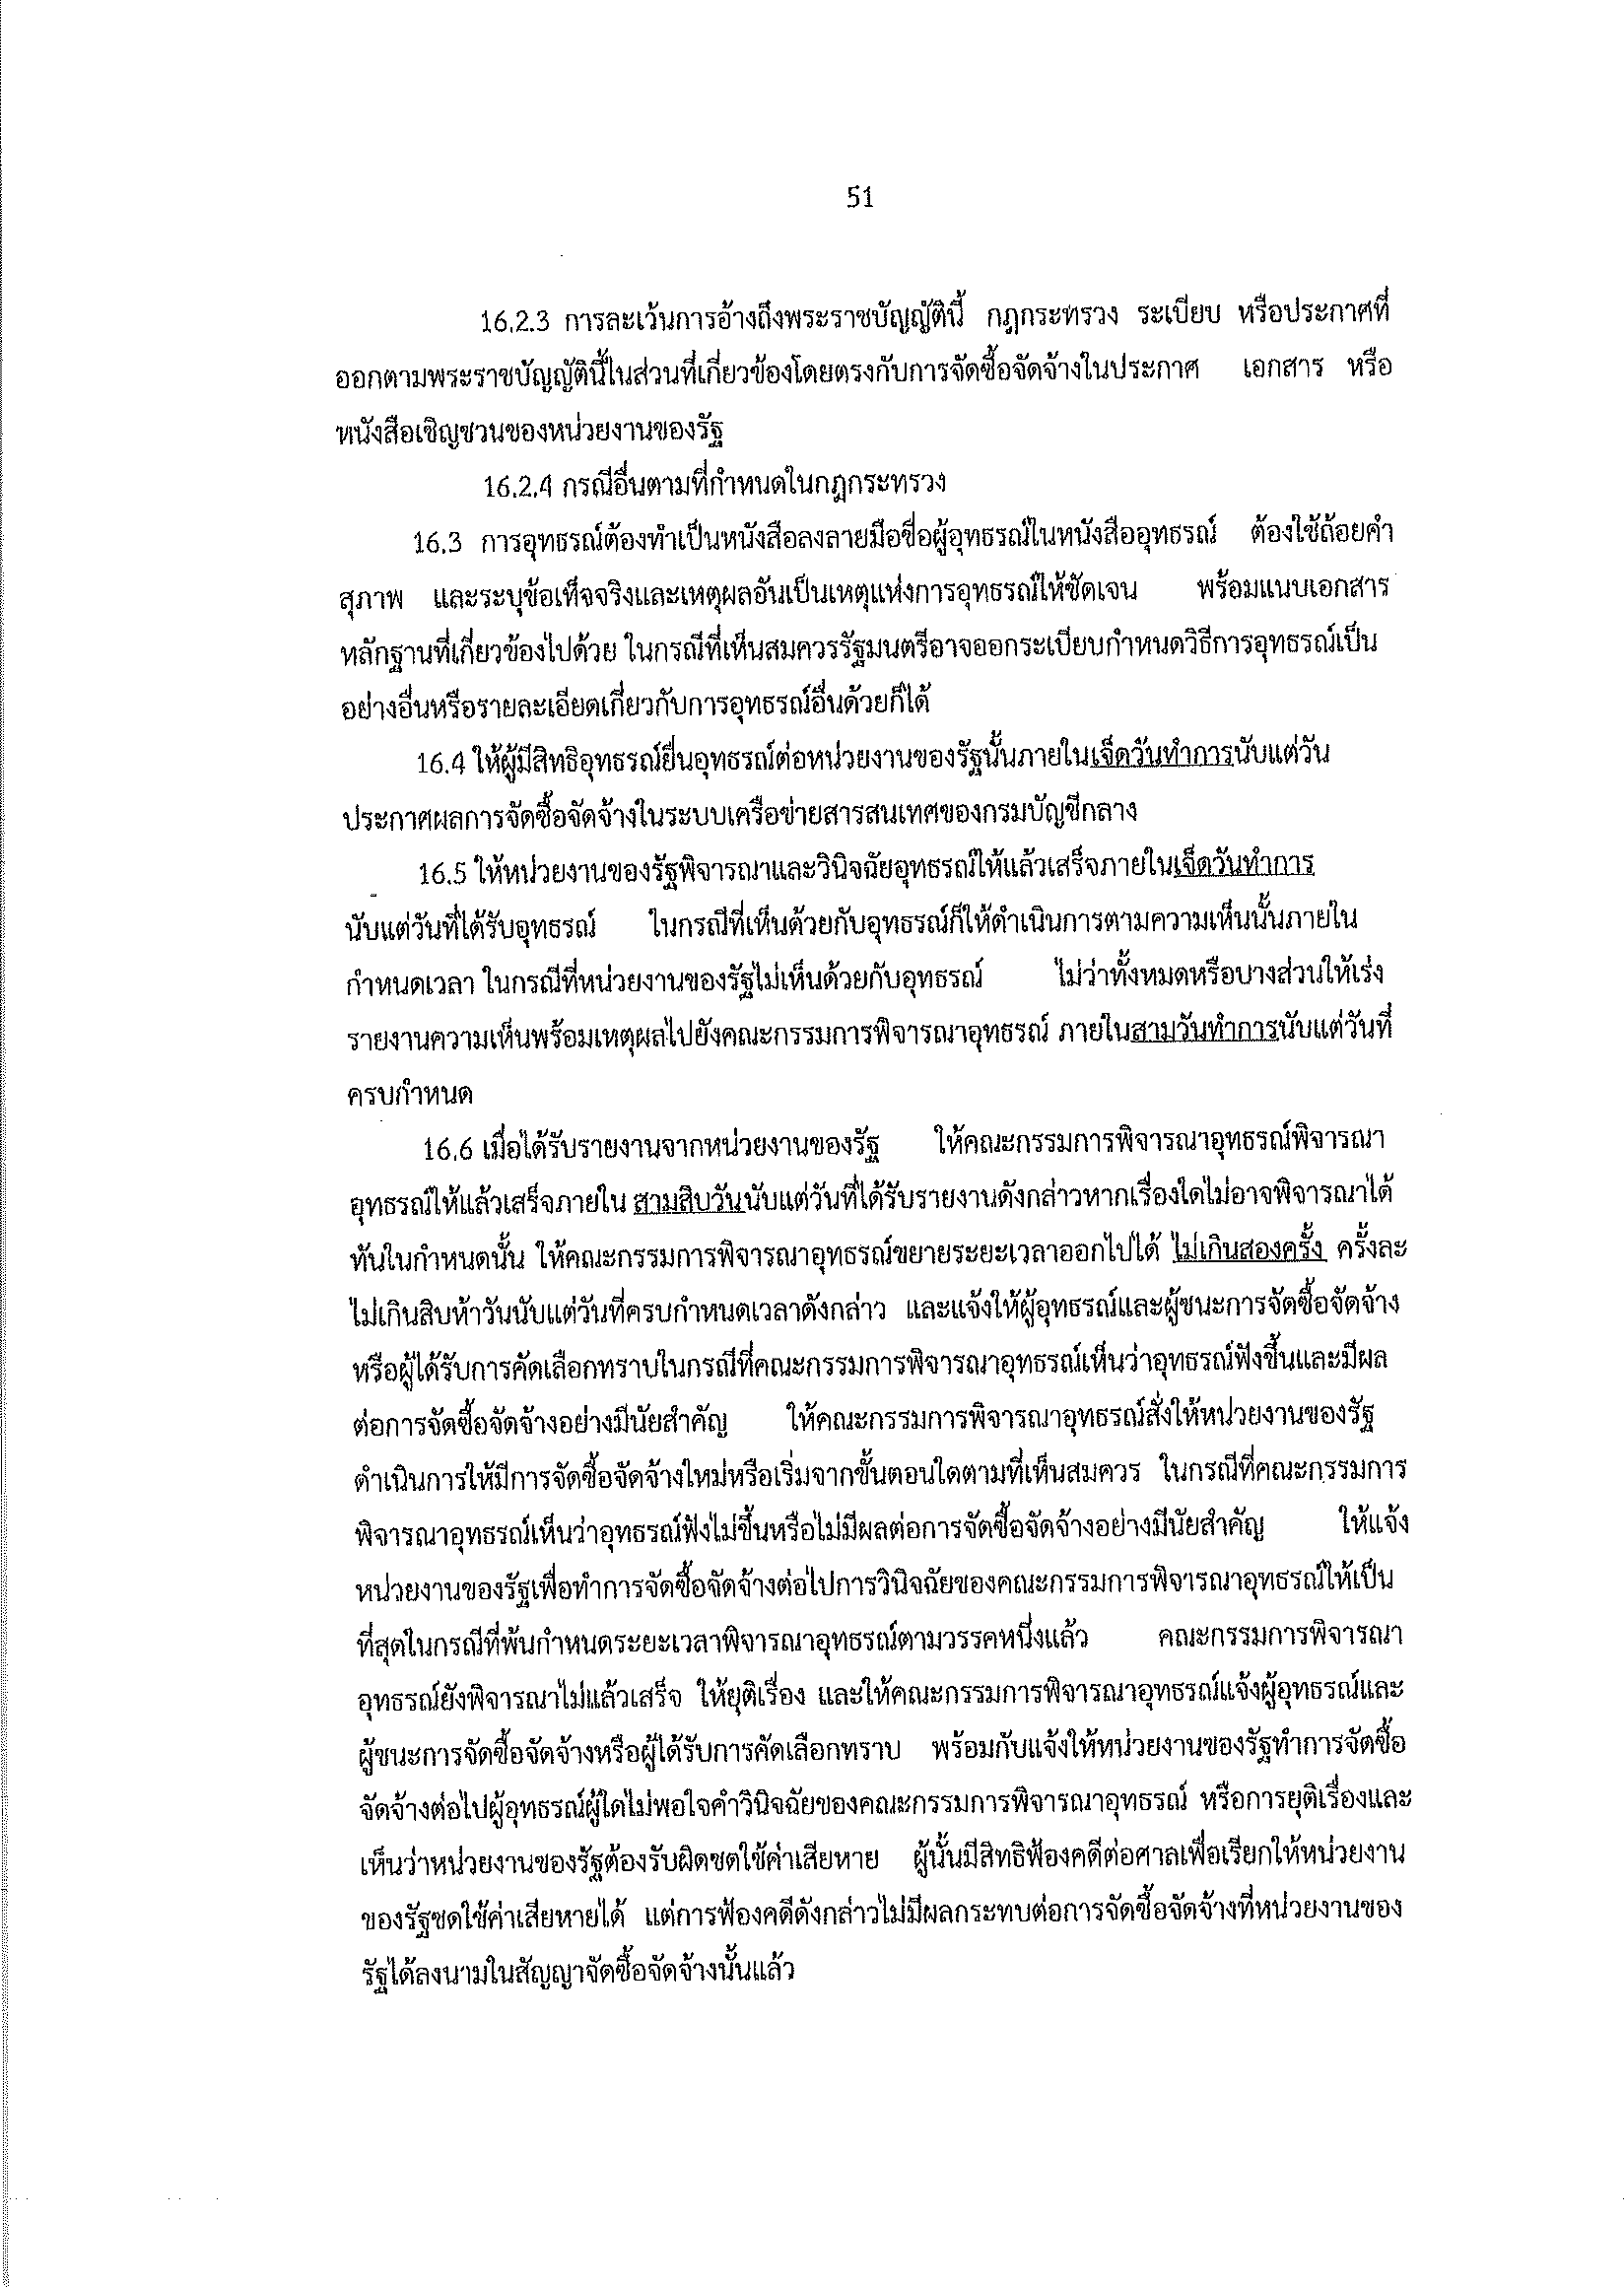 51
16.2.3 การละเว้นการอ้างถึงพระราชบัญญัตินี้ กฎกระทรวง ระเบียบ หรือประกาศที่
ออกตามพระราชบัญญัตินี้ในส่วนที่เกี่ยวข้องโดยตรงกับการจัดซื้อจัดจ้างในประกาศ เอกสาร หรือ
หนังสือเชิญชวนของหน่วยงานของรัฐ
16.2.4 กรณีอื่นตามที่กำหนดในกฎกระทรวง
16.3 การอุทธรณ์ต้องทำเป็นหนังสือลงลายมือชื่อผู้อุทธรณ์ในหนังสืออุทธรณ์ ต้องใช้ถ้อยคำ
สุภาพ และระบุข้อเท็จจริงและเหตุผลอันเป็นเหตุแห่งการอุทธรณ์ให้ชัดเจน พร้อมแนบเอกสาร
หลักฐานที่เกี่ยวข้องไปด้วย ในกรณีที่เห็นสมควรรัฐมนตรีอาจออกระเบียบกำหนดวิธีการอุทธรณ์เป็น
อย่างอื่นหรือรายละเอียดเกี่ยวกับการอุทธรณ์อื่นด้วยก็ได้
16.4 ให้ผู้มีสิทธิอุทธรณ์ยื่นอุทธรณ์ต่อหน่วยงานของรัฐนั้นภายในเจ็ดวันทำการนับแต่วัน
ประกาศผลการจัดซื้อจัดจ้างในระบบเครือข่ายสารสนเทศของกรมบัญชีกลาง
16.5 ให้หน่วยงานของรัฐพิจารณาและวินิจฉัยอุทธรณ์ให้แล้วเสร็จภายในเจ็ดวันทำการ
นับแต่วันที่ได้รับอุทธรณ์ ในกรณีที่เห็นด้วยกับอุทธรณ์ก็ให้ดำเนินการตามความเห็นนั้นภายใน
กำหนดเวลา ในกรณีที่หน่วยงานของรัฐไม่เห็นด้วยกับอุทธรณ์ ไม่ว่าทั้งหมดหรือบางส่วนให้เร่ง
รายงานความเห็นพร้อมเหตุผลไปยังคณะกรรมการพิจารณาอุทธรณ์ ภายในสามวันทำการนับแต่วันที่
ครบกำหนด
16.6 เมื่อได้รับรายงานจากหน่วยงานของรัฐ ให้คณะกรรมการพิจารณาอุทธรณ์พิจารณา
อุทธรณ์ให้แล้วเสร็จภายใน สามสิบวันนับแต่วันที่ได้รับรายงานดังกล่าวหากเรื่องใดไม่อาจพิจารณาได้
ทันในกำหนดนั้น ให้คณะกรรมการพิจารณาอุทธรณ์ขยายระยะเวลาออกไปได้ ไม่เกินสองครั้ง ครั้งละ
ไม่เกินสิบห้าวันนับแต่วันที่ครบกำหนดเวลาดังกล่าว และแจ้งให้ผู้อุทธรณ์และผู้ชนะการจัดซื้อจัดจ้าง
หรือผู้ได้รับการคัดเลือกทราบในกรณีที่คณะกรรมการพิจารณาอุทธรณ์เห็นว่าอุทธรณ์ฟังขึ้นและมีผล
ต่อการจัดซื้อจัดจ้างอย่างมีนัยสำคัญ ให้คณะกรรมการพิจารณาอุทธรณ์สั่งให้หน่วยงานของรัฐ
ดำเนินการให้มีการจัดซื้อจัดจ้างใหม่หรือเริ่มจากขั้นตอนใดตามที่เห็นสมควร ในกรณีที่คณะกรรมการ
พิจารณาอุทธรณ์เห็นว่าอุทธรณ์ฟังไม่ขึ้นหรือไม่มีผลต่อการจัดซื้อจัดจ้างอย่างมีนัยสำคัญ ให้แจ้ง
หน่วยงานของรัฐเพื่อทำการจัดซื้อจัดจ้างต่อไปการวินิจฉัยของคณะกรรมการพิจารณาอุทธรณ์ให้เป็น
ที่สุดในกรณีที่พ้นกำหนดระยะเวลาพิจารณาอุทธรณ์ตามวรรคหนึ่งแล้ว คณะกรรมการพิจารณา
อุทธรณ์ยังพิจารณาไม่แล้วเสร็จ ให้ยุติเรื่อง และให้คณะกรรมการพิจารณาอุทธรณ์แจ้งผู้อุทธรณ์และ
ผู้ชนะการจัดซื้อจัดจ้างหรือผู้ได้รับการคัดเลือกทราบ พร้อมกับแจ้งให้หน่วยงานของรัฐทำการจัดซื้อ
จัดจ้างต่อไปผู้อุทธรณ์ผู้ใดไม่พอใจคำวินิจฉัยของคณะกรรมการพิจารณาอุทธรณ์ หรือการยุติเรื่องและ
เห็นว่าหน่วยงานของรัฐต้องรับผิดชดใช้ค่าเสียหาย ผู้นั้นมีสิทธิฟ้องคดีต่อศาลเพื่อเรียกให้หน่วยงาน
ของรัฐชดใช้ค่าเสียหายได้ แต่การฟ้องคดีดังกล่าวไม่มีผลกระทบต่อการจัดซื้อจัดจ้างที่หน่วยงานของ
รัฐได้ลงนามในสัญญาจัดซื้อจัดจ้างนั้นแล้ว